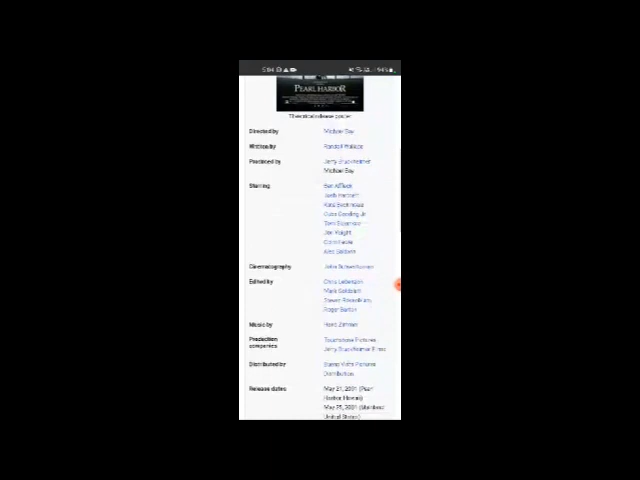 PEARL HARBOR
Theatrical release poster
Directed by Michael Bay
Written by Randall Wallace
Produced by Jerry Bruckheimer
Michael Bay
Starring Ben Affleck
Josh Hartnett
Kate Beckinsale
Cuba Gooding Jr
Tom Sizemore
Jon Voight
Colm Feore
Alec Baldwin
Cinematography John Schwartzman
Edited by Chris Lebenzon
Mark Goldblatt
Steven Rosenblum
Roger Barton
Music by Hans Zimmer
Production Touchstone Pictures
companies Jerry Bruckheimer Films
Distributed by Buena Vista Pictures
Distribution
Release dates May 21, 2001 (Pearl
Harbor, Hawaii)
May 25, 2001 (
United States)